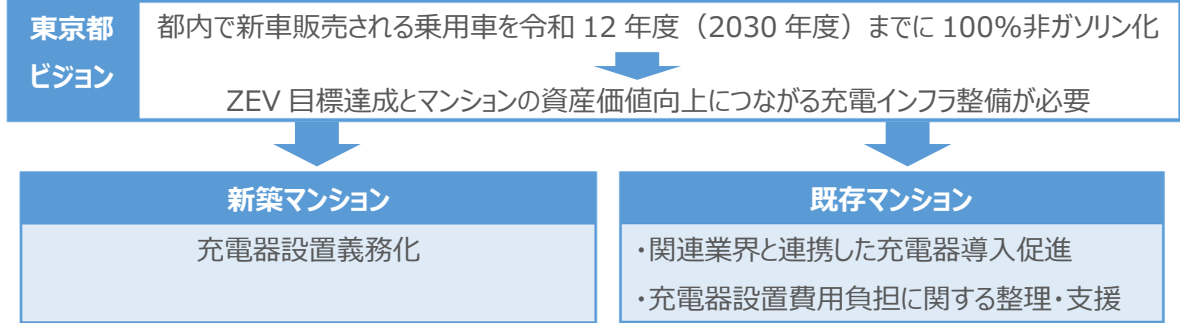 東京都
ビジョン
都内で新車販売される乗用車を令和 12 年度（2030 年度）までに 100%非ガソリン化
ZEV 目標達成とマンションの資産価値向上につながる充電インフラ整備が必要
新築マンション
充電器設置義務化
既存マンション
・関連業界と連携した充電器導入促進
・充電器設置費用負担に関する整理・支援